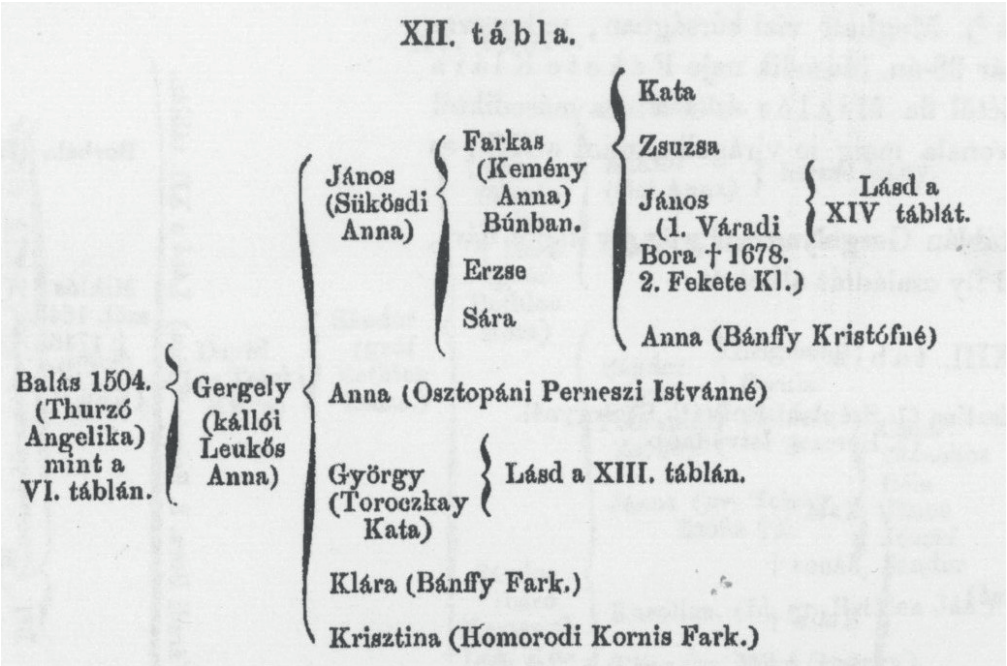 XII. tábla.
Balás 1504.
(Thurzó
Angelika)
mint a
VI. táblán.
Gergely
(kállói
Leukős
Anna)
János
(Sükösdi
Anna)
Farkas
(Kemény
Anna)
Búnban.
Erzse
Sára
Kata
Zsuzsa
János
(1. Váradi
Bora † 1678.
2. Fekete Kl.)
Lásd a
XIV táblát.
Anna (Bánffy Kristófné)
Anna (Osztopáni Perneszi Istvánné)
György
(Toroczkay
Kata)
Lásd a XIII. táblán.
Klára (Bánffy Fark.)
Krisztina (Homorodi Kornis Fark.)